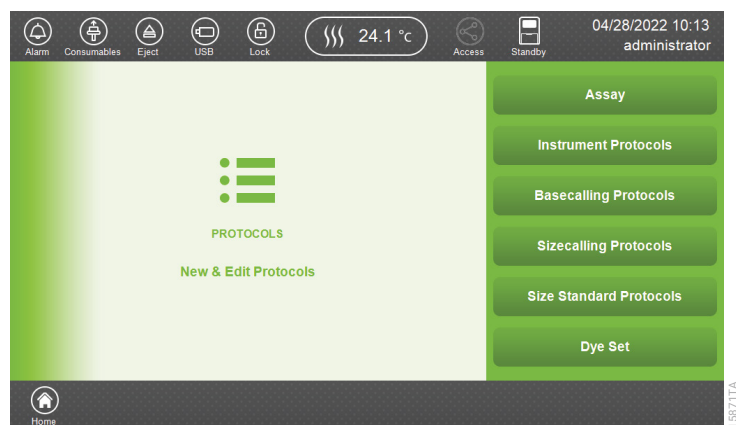 Alarm
Consumables
Eject
USB
Lock
24.1 °c
Access
Standby
04/28/2022 10:13
administrator
PROTOCOLS
New & Edit Protocols
Assay
Instrument Protocols
Basecalling Protocols
Sizecalling Protocols
Size Standard Protocols
Dye Set
Home
5871TA